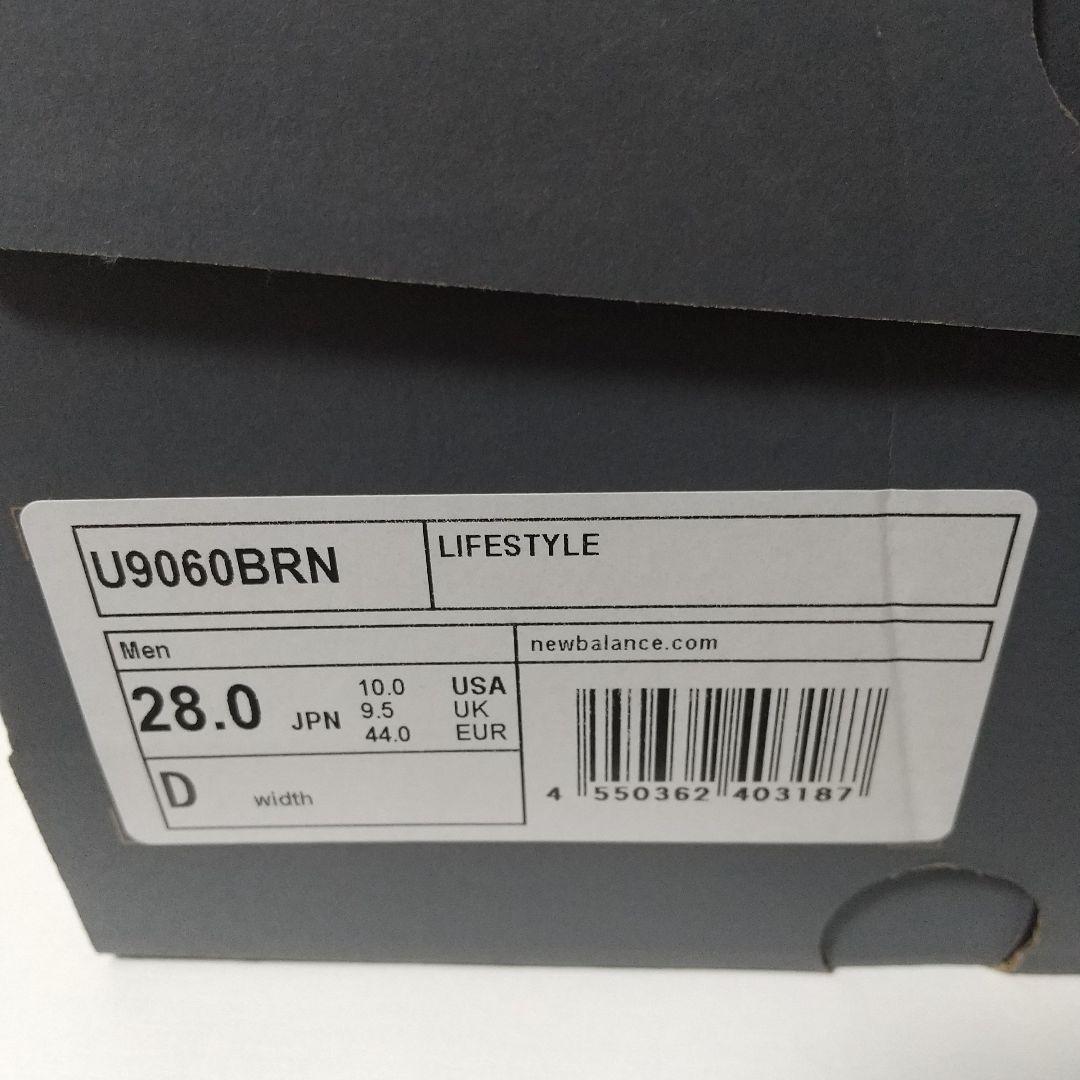 U9060BRN
LIFESTYLE
Men
newbalance.com
28.0 JPN
10.0 USA
9.5 UK
44.0 EUR
D width
4 550362 403187